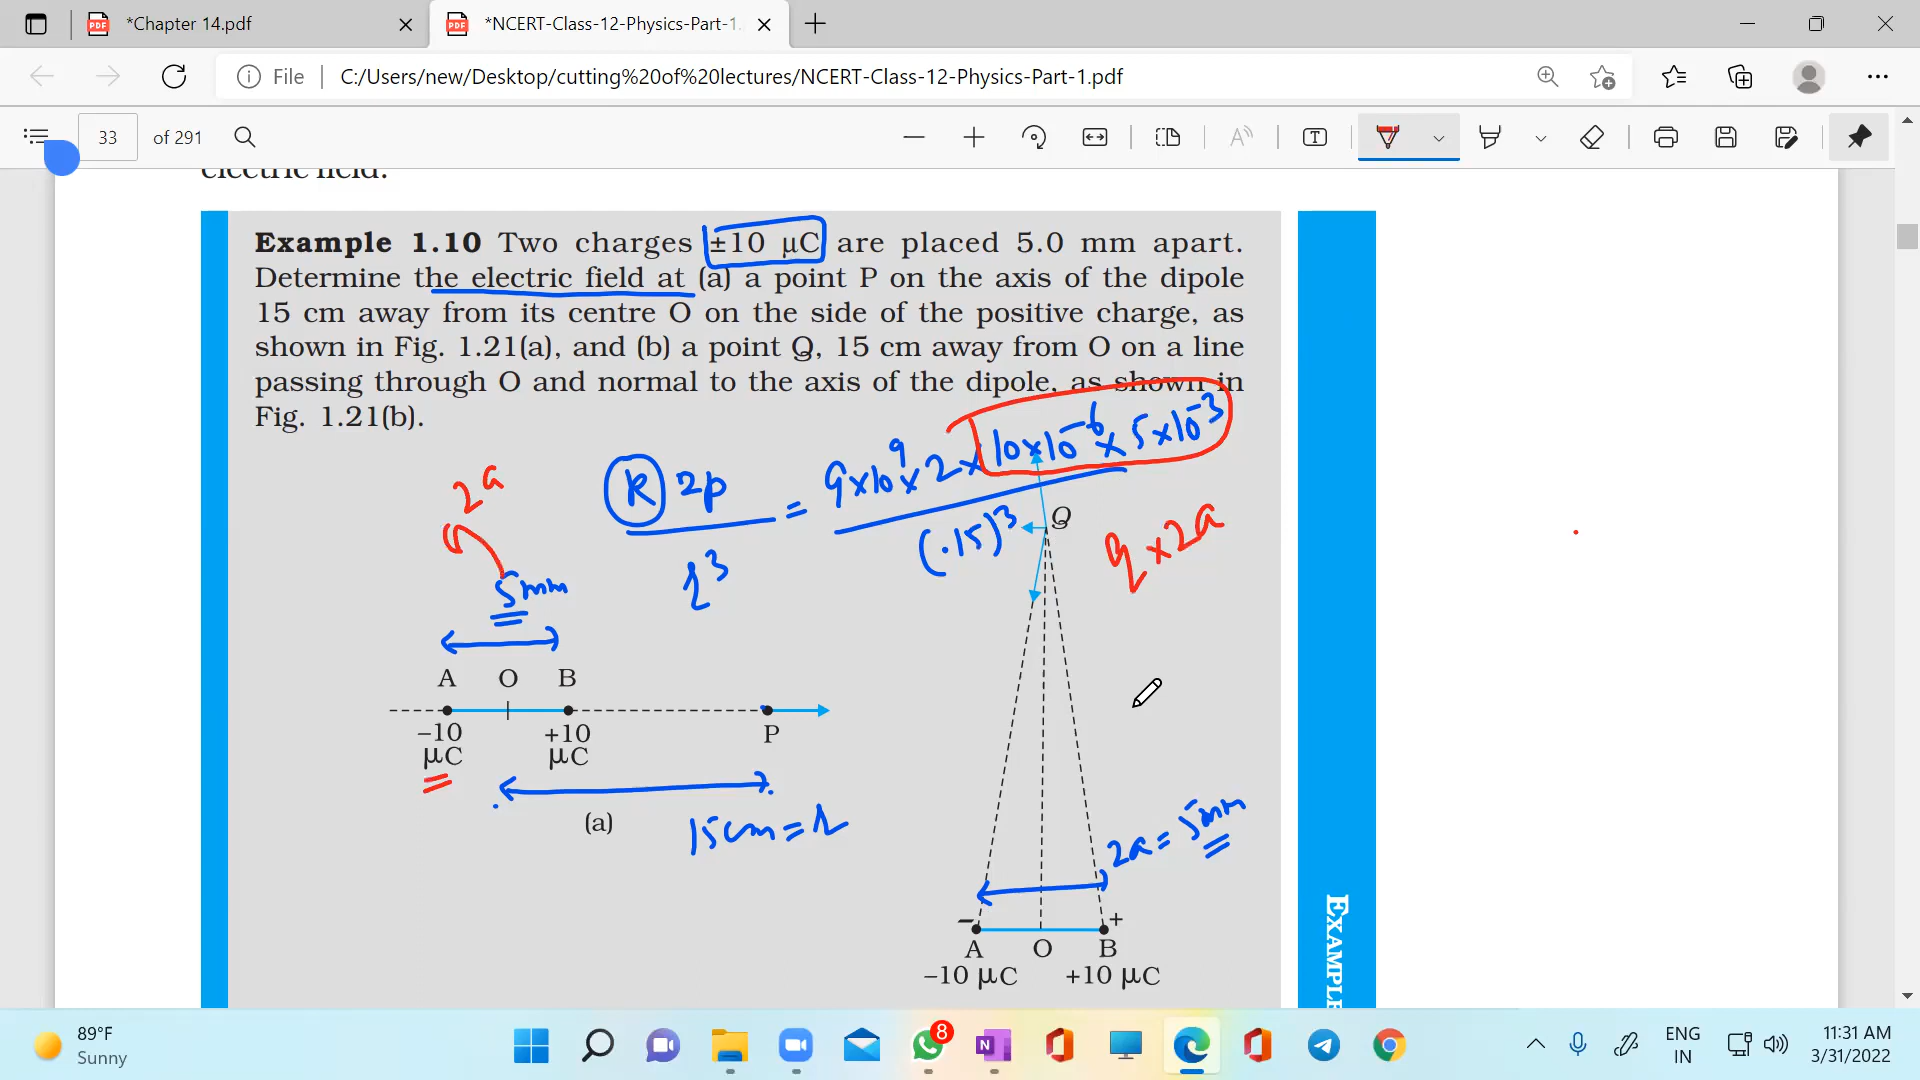 *Chapter 14.pdf
*NCERT-Class-12-Physics-Part-1.
File
C:/Users/new/Desktop/cutting%20of%20lectures/NCERT-Class-12-Physics-Part-1.pdf
33
of 291
electric field.
Example 1.10 Two charges ±10 μC are placed 5.0 mm apart.
Determine the electric field at (a) a point P on the axis of the dipole
15 cm away from its centre O on the side of the positive charge, as
shown in Fig. 1.21(a), and (b) a point Q, 15 cm away from O on a line
passing through O and normal to the axis of the dipole, as shown in
Fig. 1.21(b).
k 2p / r³ = 9×10⁹×2×10×10⁻⁶×5×10⁻³ / (.15)³
2a
5mm
Q
q×2a
A O B
P
–10 μC
+10 μC
15cm=r
(a)
2a=5mm
– +
A O B
–10 μC +10 μC
EXAMPLE
89°F
Sunny
8
ENG
IN
11:31 AM
3/31/2022